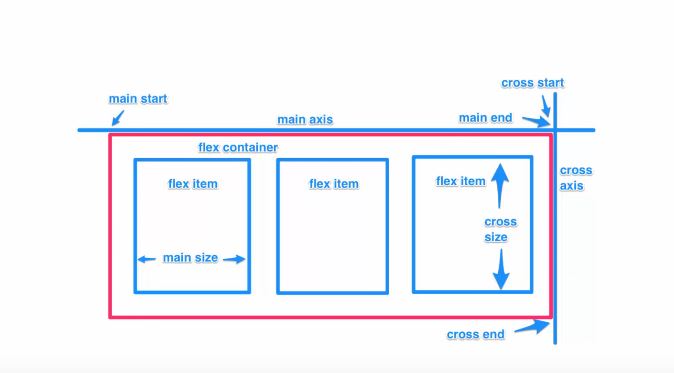 cross start
main start
main axis
main end
flex container
cross
axis
flex item
flex item
flex item
cross
size
main size
cross end